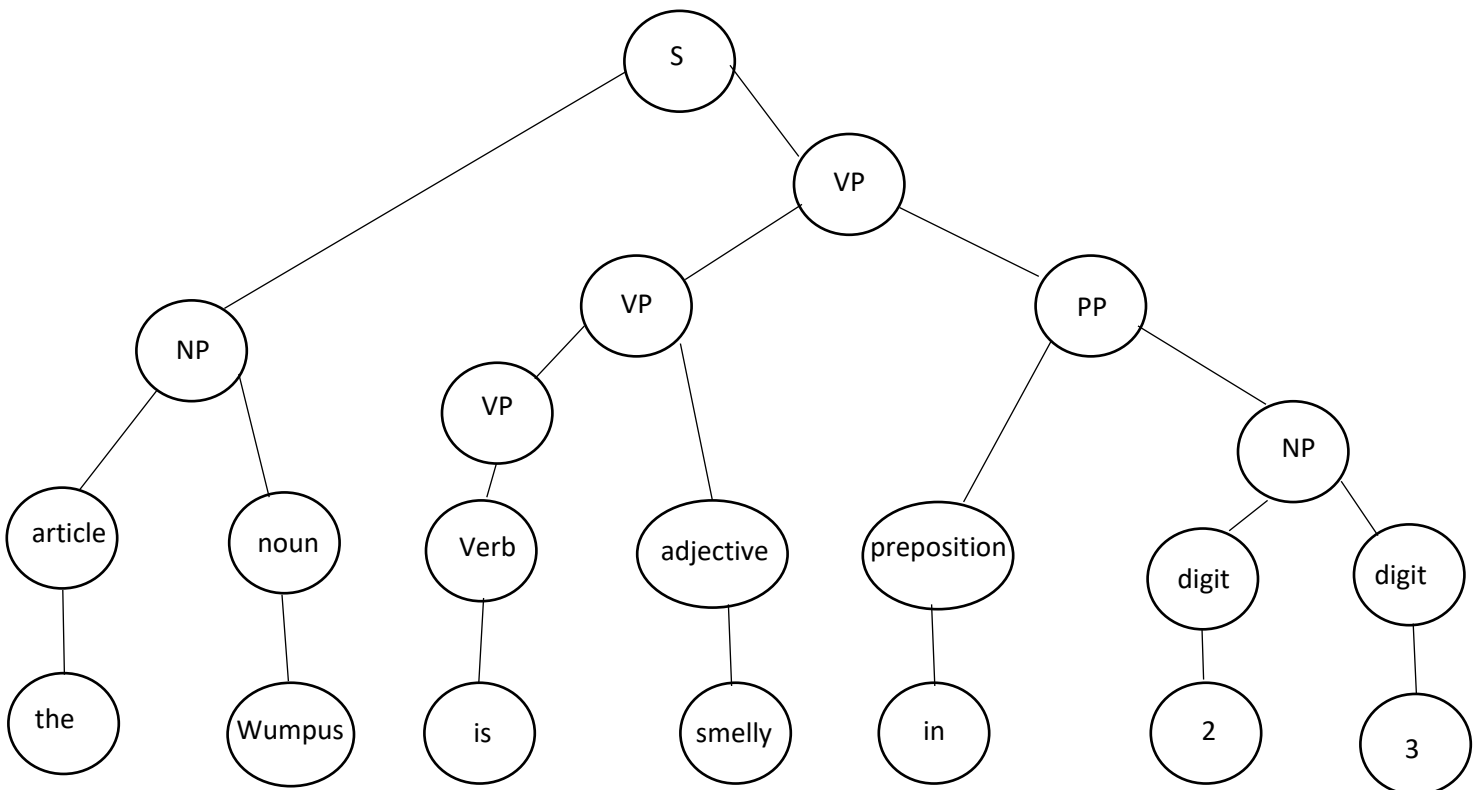 S
VP
VP
PP
NP
VP
NP
article
noun
Verb
adjective
preposition
digit
digit
the
Wumpus
is
smelly
in
2
3